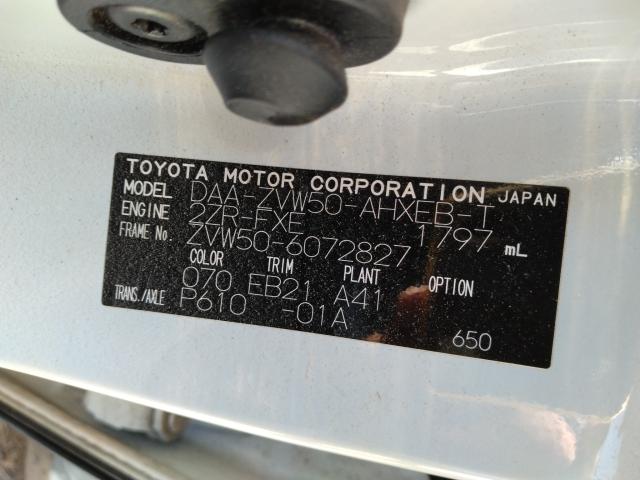 TOYOTA MOTOR CORPORATION JAPAN
MODEL DAA-ZVW50-AHXEB-T
ENGINE 2ZR-FXE 1797 mL
FRAME No. ZVW50-6072827
COLOR TRIM PLANT OPTION
070 EB21 A41
TRANS./AXLE P610 -01A
650